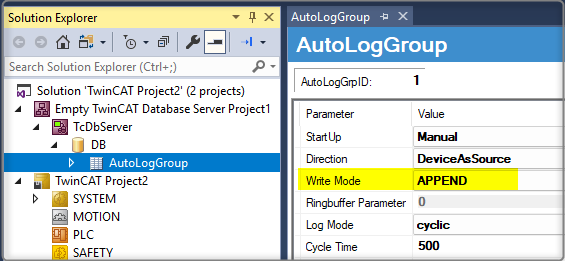 Solution Explorer
Search Solution Explorer (Ctrl+;)
Solution 'TwinCAT Project2' (2 projects)
Empty TwinCAT Database Server Project1
TcDbServer
DB
AutoLogGroup
TwinCAT Project2
SYSTEM
MOTION
PLC
SAFETY
AutoLogGroup
AutoLogGroup
AutoLogGrpID: 1
Parameter Value
StartUp Manual
Direction DeviceAsSource
Write Mode APPEND
Ringbuffer Parameter 0
Log Mode cyclic
Cycle Time 500